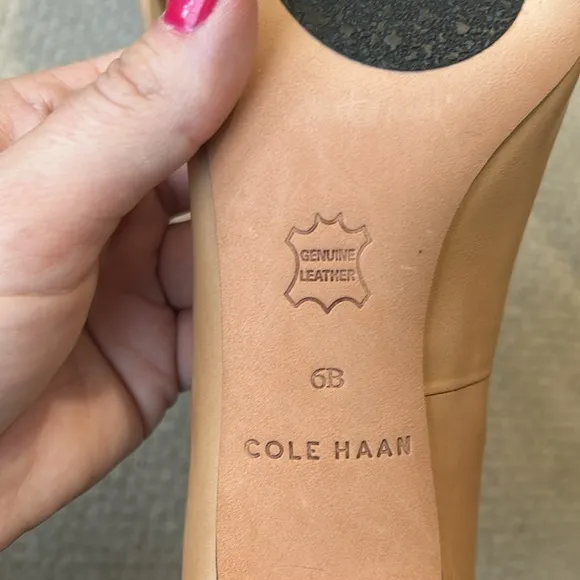 GENUINE
LEATHER
6B
COLE HAAN